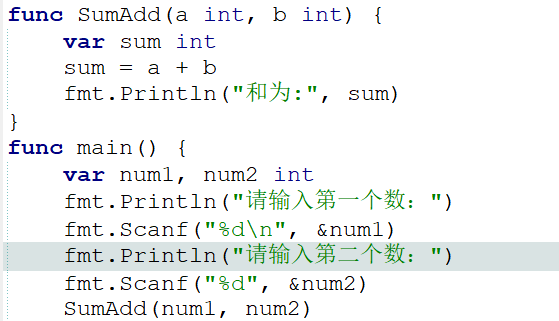 func SumAdd(a int, b int) {
    var sum int
    sum = a + b
    fmt.Println("和为:", sum)
}
func main() {
    var num1, num2 int
    fmt.Println("请输入第一个数：")
    fmt.Scanf("%d\n", &num1)
    fmt.Println("请输入第二个数：")
    fmt.Scanf("%d", &num2)
    SumAdd(num1, num2)